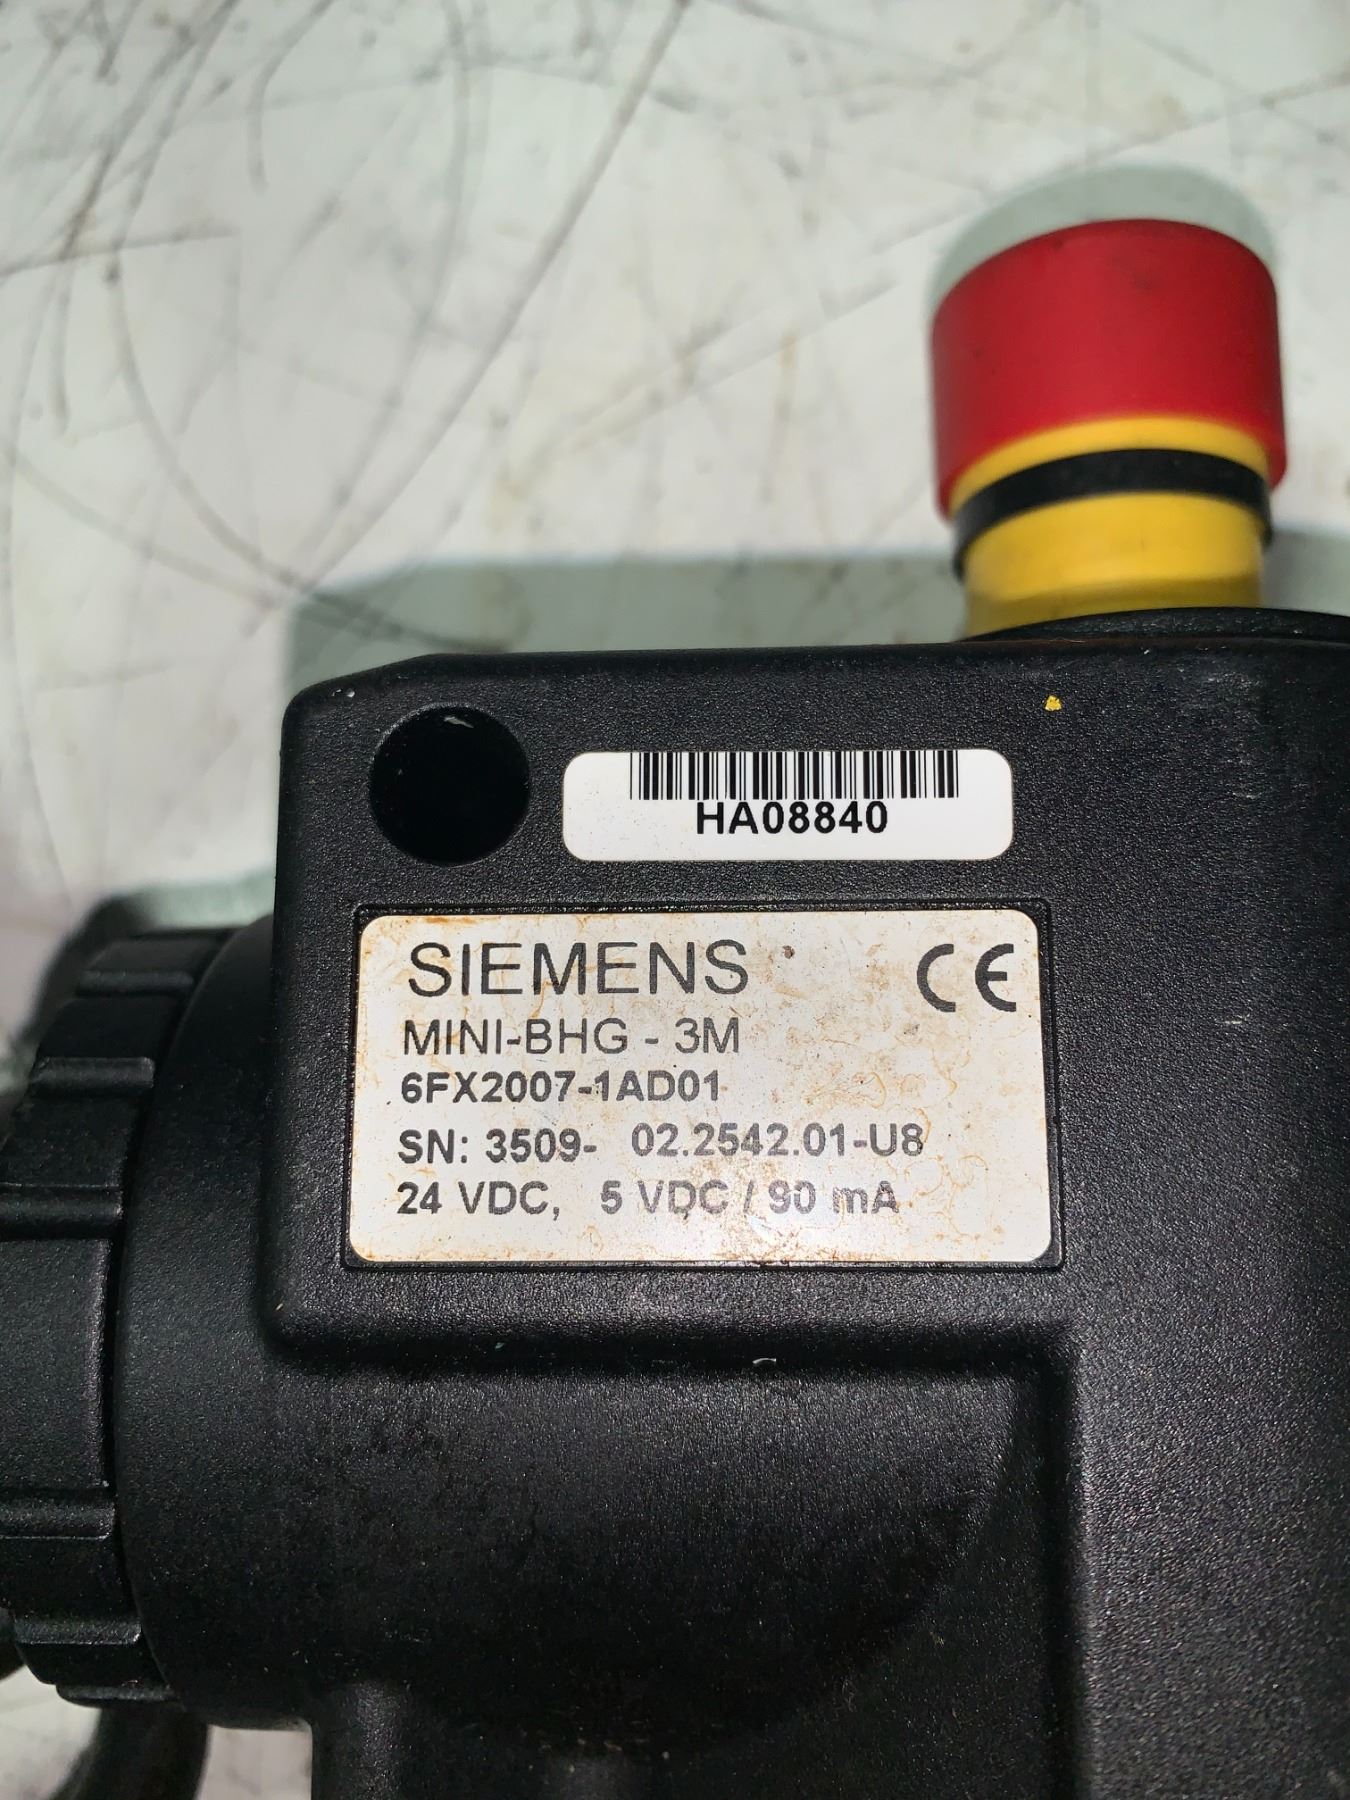 HA08840
SIEMENS CE
MINI-BHG - 3M
6FX2007-1AD01
SN: 3509- 02.2542.01-U8
24 VDC, 5 VDC / 90 mA